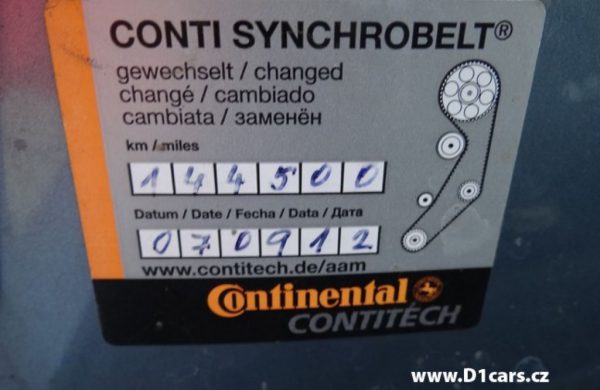 CONTI SYNCHROBELT®
gewechselt / changed
changé / cambiado
cambiata / заменён
km / miles
144500
Datum / Date / Fecha / Data / Дата
070912
www.contitech.de/aam
Continental
CONTITECH
www.D1cars.cz